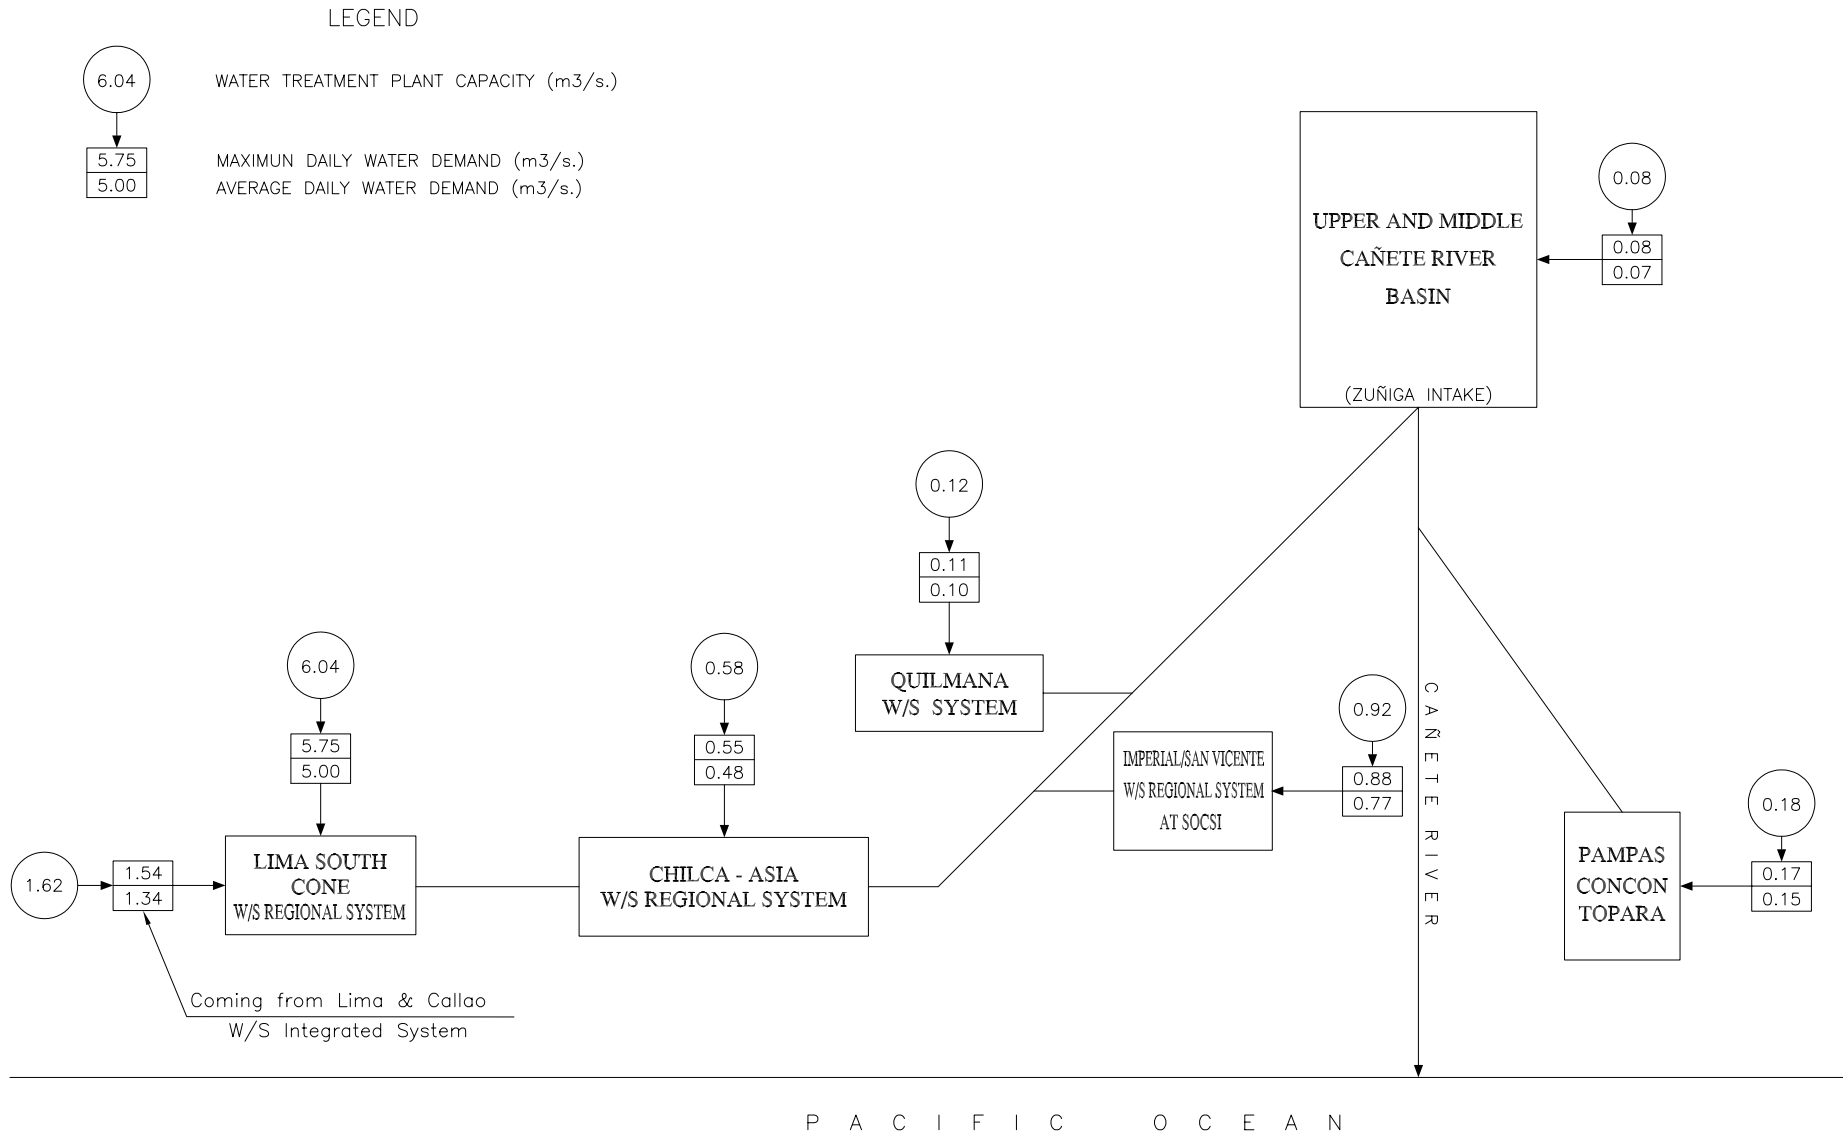 LEGEND
6.04
WATER TREATMENT PLANT CAPACITY (m3/s.)
5.75
MAXIMUN DAILY WATER DEMAND (m3/s.)
5.00
AVERAGE DAILY WATER DEMAND (m3/s.)
UPPER AND MIDDLE
CAÑETE RIVER
BASIN
(ZUÑIGA INTAKE)
0.08
0.08
0.07
0.12
0.11
0.10
QUILMANA
W/S SYSTEM
6.04
5.75
5.00
0.58
0.55
0.48
IMPERIAL/SAN VICENTE
W/S REGIONAL SYSTEM
AT SOCSI
0.92
0.88
0.77
CAÑETE RIVER
0.18
0.17
0.15
PAMPAS
CONCON
TOPARA
1.62
1.54
1.34
LIMA SOUTH
CONE
W/S REGIONAL SYSTEM
CHILCA - ASIA
W/S REGIONAL SYSTEM
Coming from Lima & Callao
W/S Integrated System
PACIFIC OCEAN